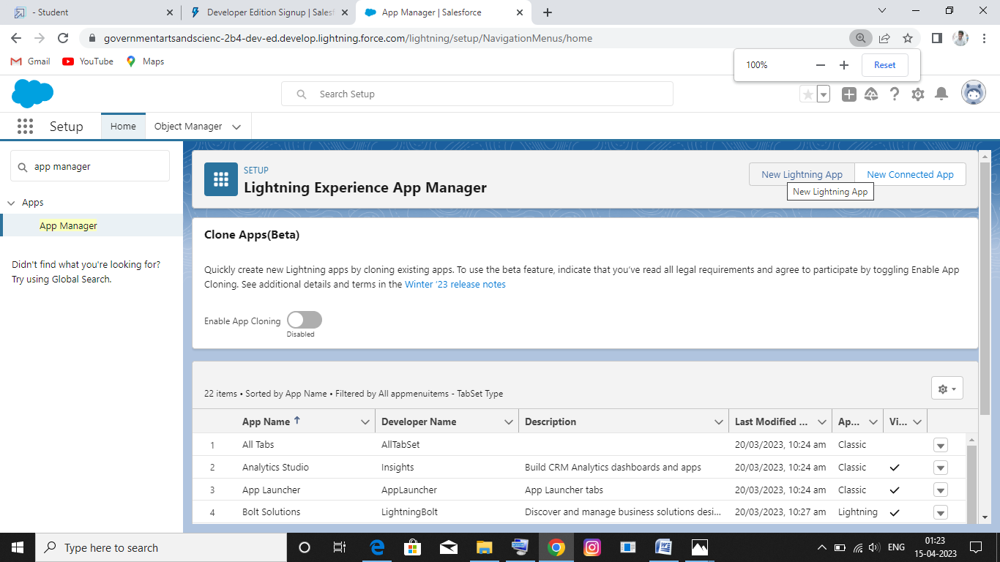 - Student
Developer Edition Signup | Salesf
App Manager | Salesforce
governmentartsandscienc-2b4-dev-ed.develop.lightning.force.com/lightning/setup/NavigationMenus/home
Gmail
YouTube
Maps
100%
Reset
Search Setup
Setup
Home
Object Manager
app manager
Apps
App Manager
Didn't find what you're looking for?
Try using Global Search.
SETUP
Lightning Experience App Manager
New Lightning App
New Connected App
New Lightning App
Clone Apps(Beta)
Quickly create new Lightning apps by cloning existing apps. To use the beta feature, indicate that you've read all legal requirements and agree to participate by toggling Enable App
Cloning. See additional details and terms in the Winter '23 release notes
Enable App Cloning
Disabled
22 items • Sorted by App Name • Filtered by All appmenuitems - TabSet Type
App Name Developer Name Description Last Modified ... Ap... Vi...
1 All Tabs AllTabSet 20/03/2023, 10:24 am Classic
2 Analytics Studio Insights Build CRM Analytics dashboards and apps 20/03/2023, 10:24 am Classic
3 App Launcher AppLauncher App Launcher tabs 20/03/2023, 10:24 am Classic
4 Bolt Solutions LightningBolt Discover and manage business solutions desi... 20/03/2023, 10:27 am Lightning
Type here to search
ENG
01:23
15-04-2023